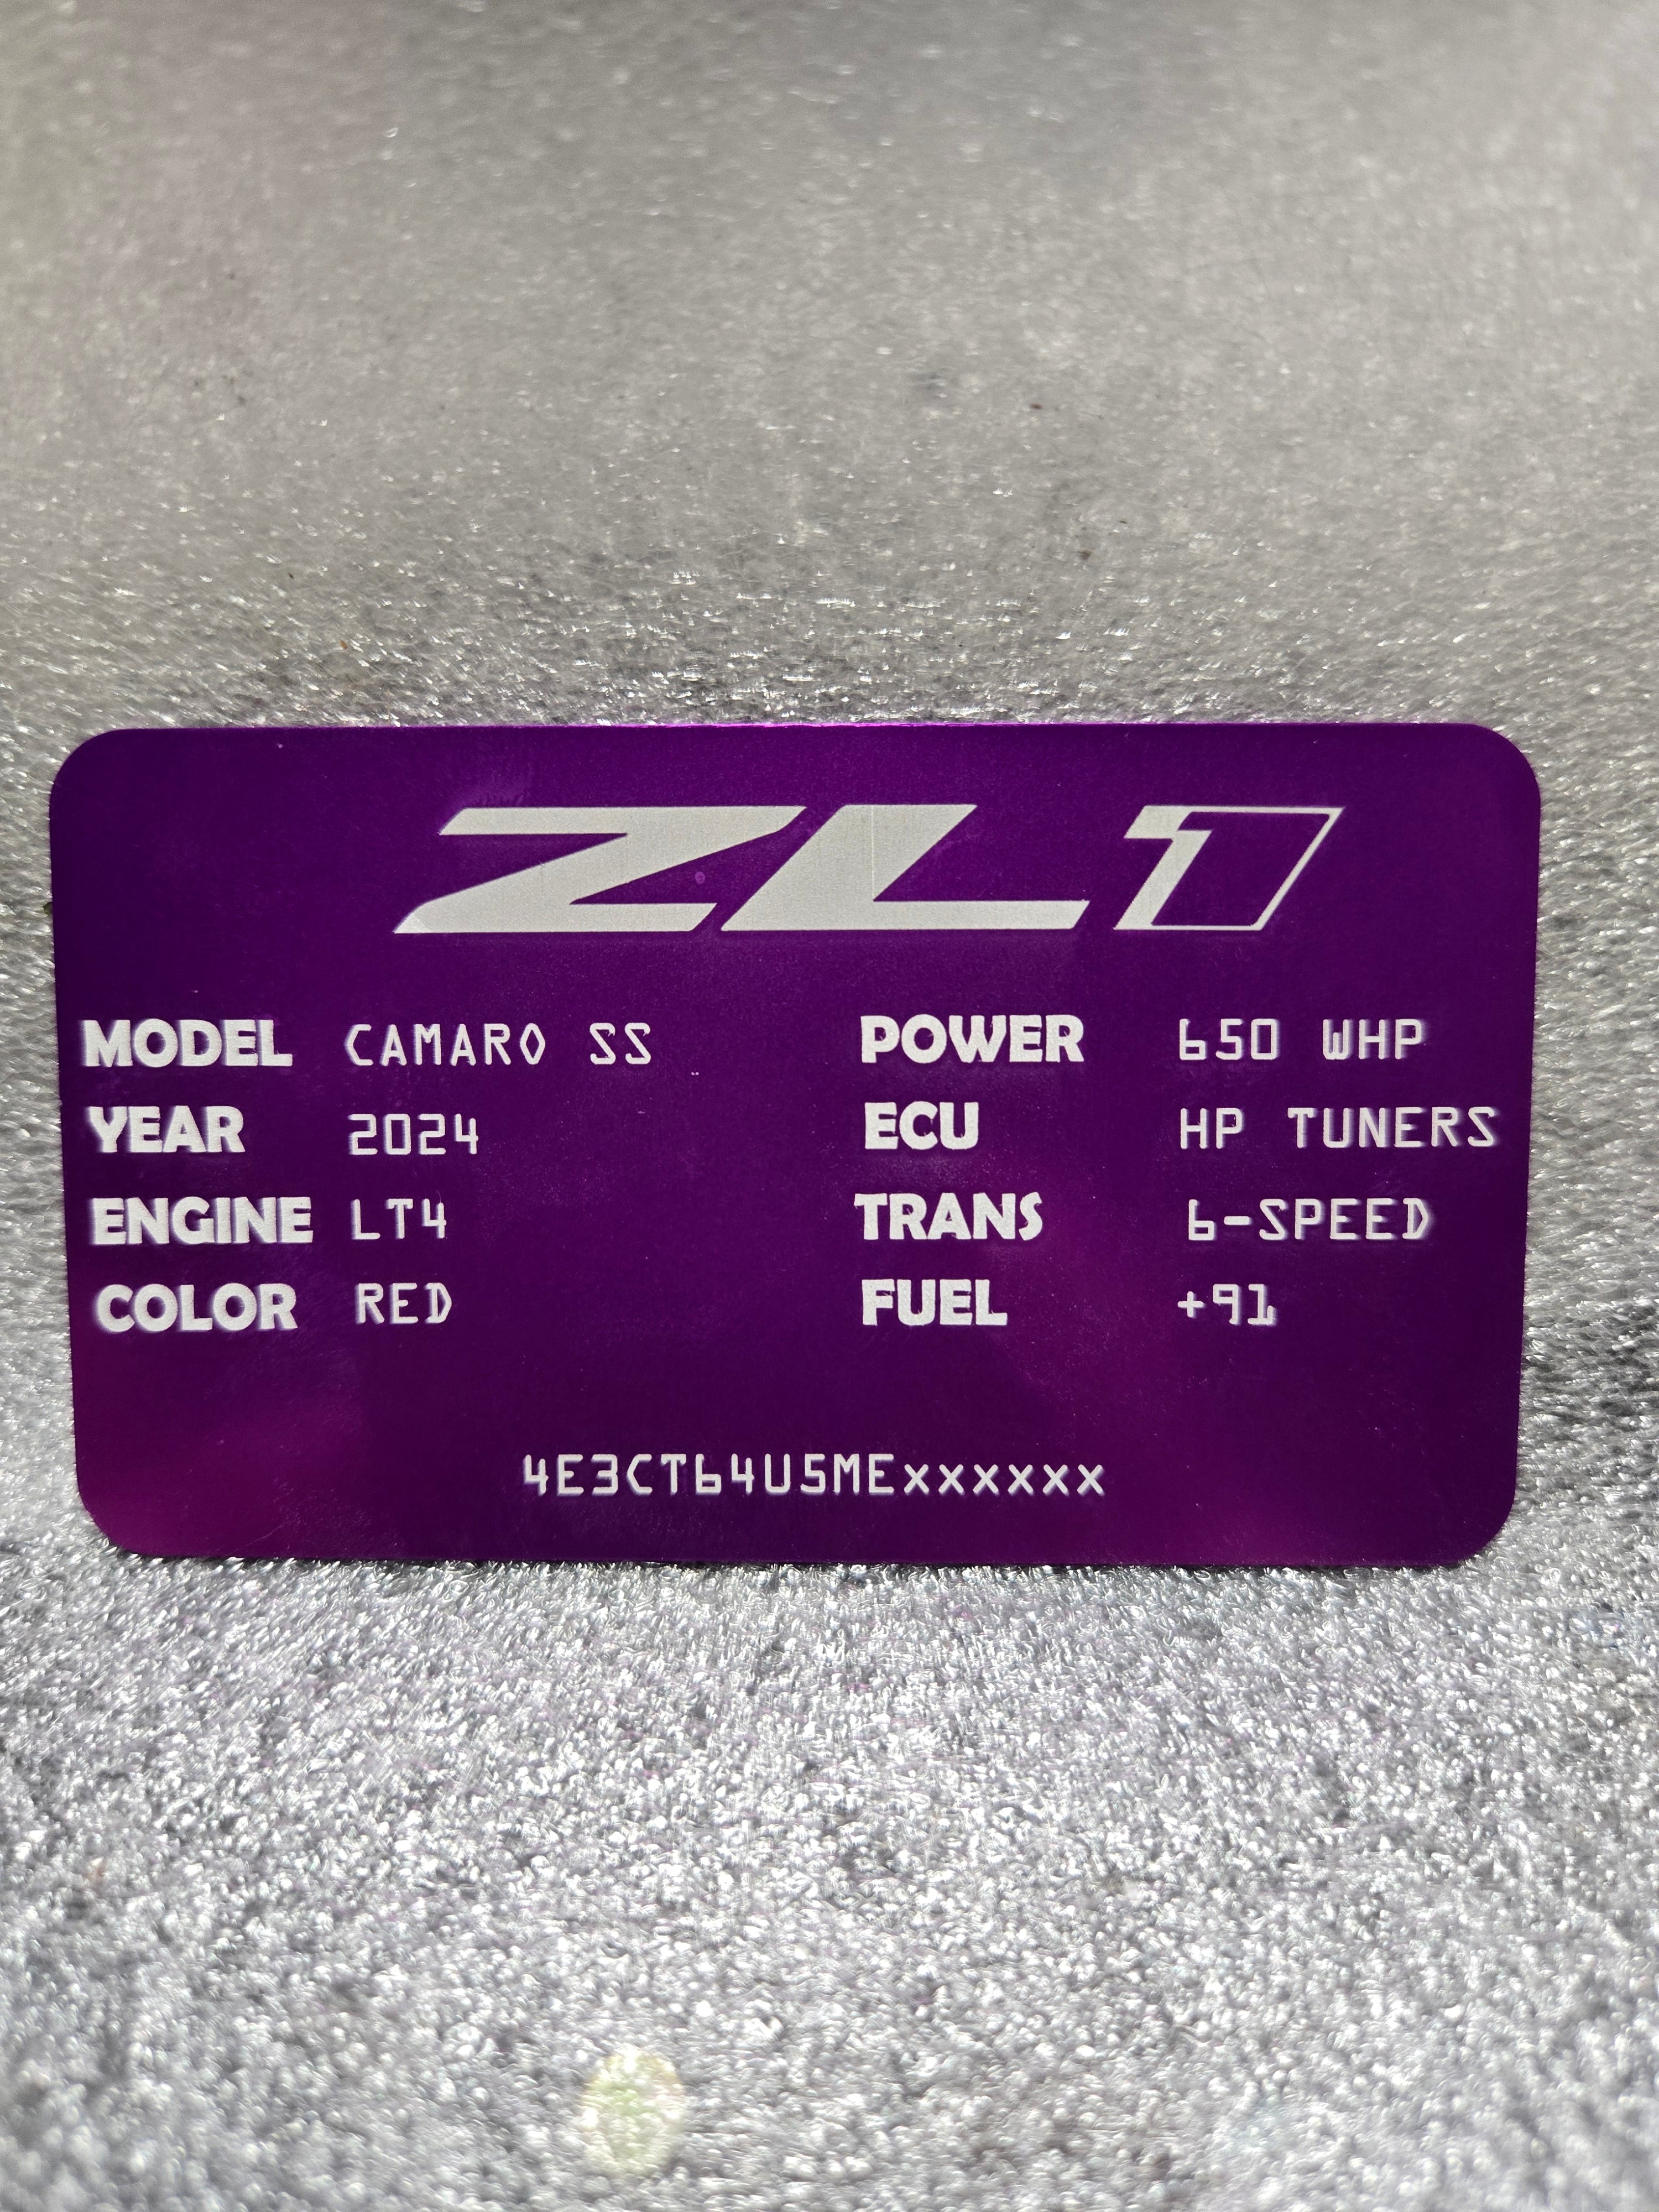 ZL1
MODEL CAMARO SS
YEAR 2024
ENGINE LT4
COLOR RED
POWER 650 WHP
ECU HP TUNERS
TRANS 6-SPEED
FUEL +91
4E3CT64U5MExxxxxx